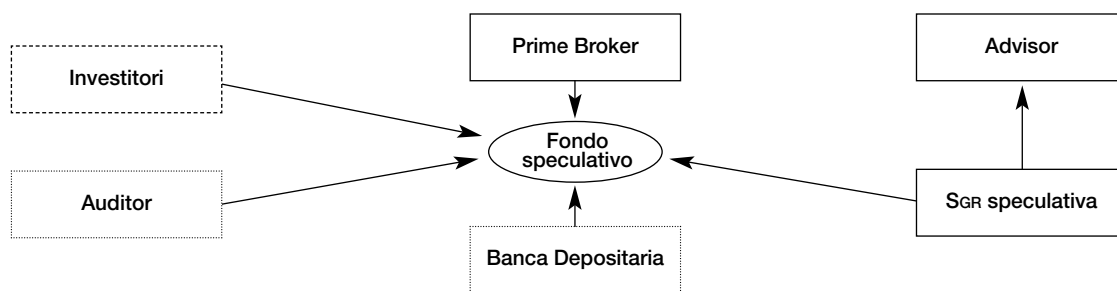 Prime Broker
Advisor
Investitori
Fondo
speculativo
Auditor
SGR speculativa
Banca Depositaria